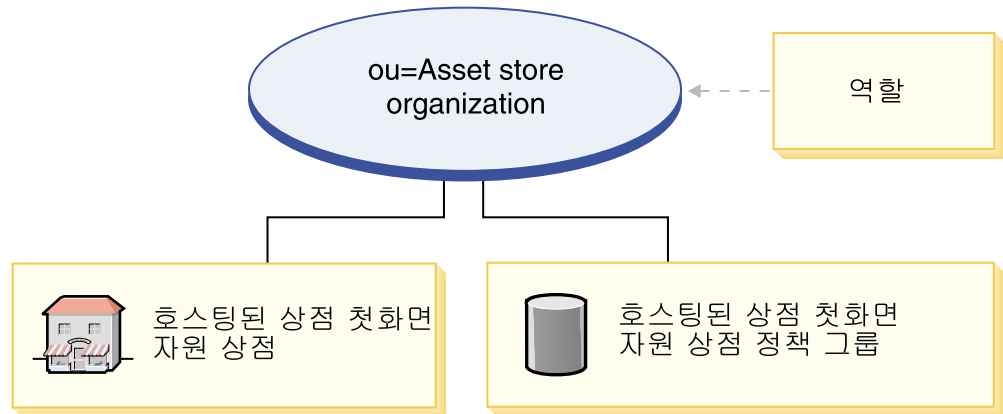 ou=Asset store
organization
역할
호스팅된 상점 첫화면
자원 상점
호스팅된 상점 첫화면
자원 상점 정책 그룹